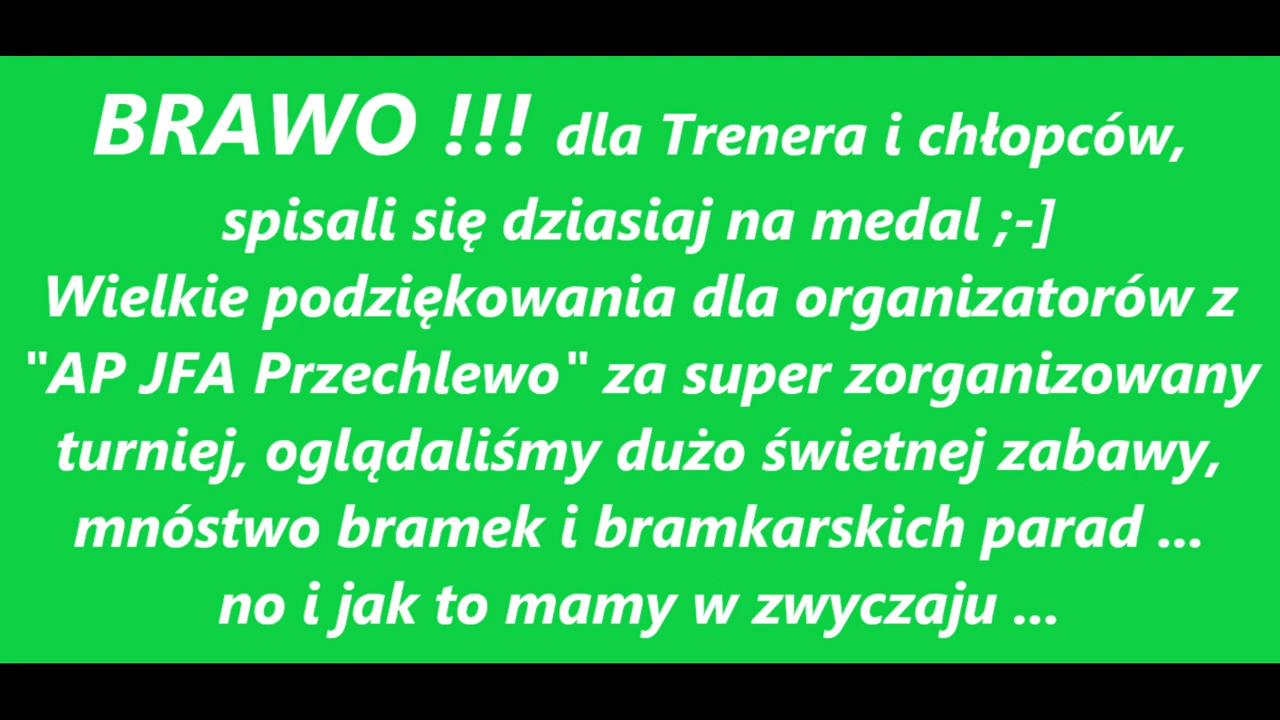 BRAWO !!! dla Trenera i chłopców,
spisali się dziasiaj na medal ;-]
Wielkie podziękowania dla organizatorów z
"AP JFA Przechlewo" za super zorganizowany
turniej, oglądaliśmy dużo świetnej zabawy,
mnóstwo bramek i bramkarskich parad ...
no i jak to mamy w zwyczaju ...